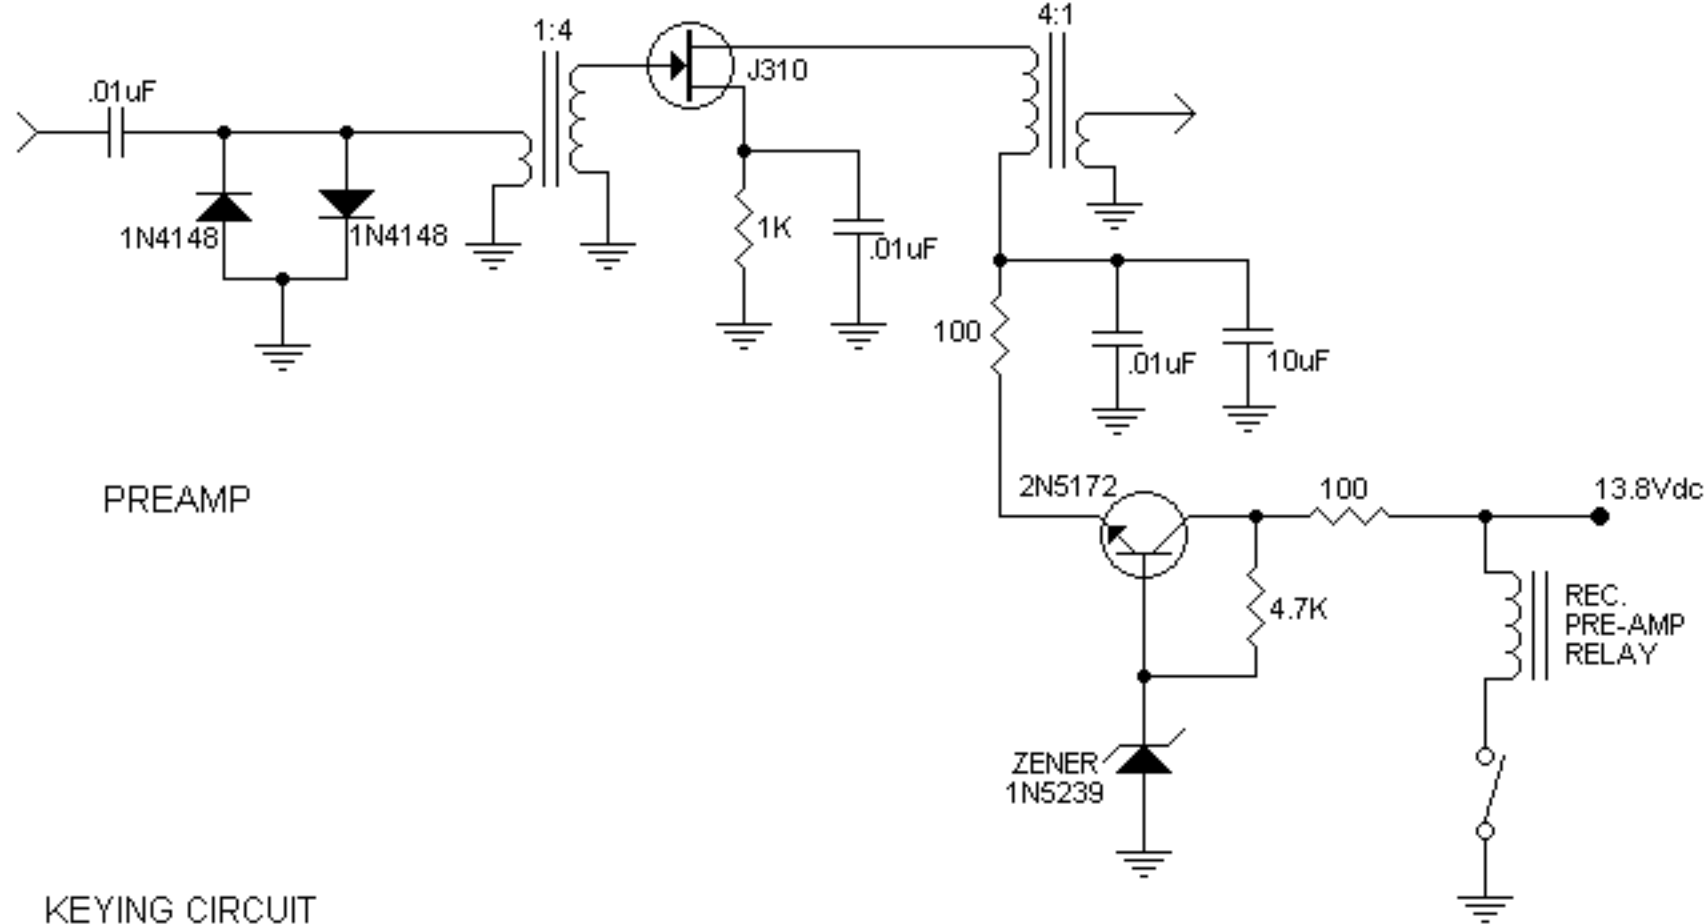 1:4
4:1
.01uF
J310
1N4148
1N4148
1K
.01uF
100
.01uF
10uF
PREAMP
2N5172
100
13.8Vdc
4.7K
REC.
PRE-AMP
RELAY
ZENER
1N5239
KEYING CIRCUIT